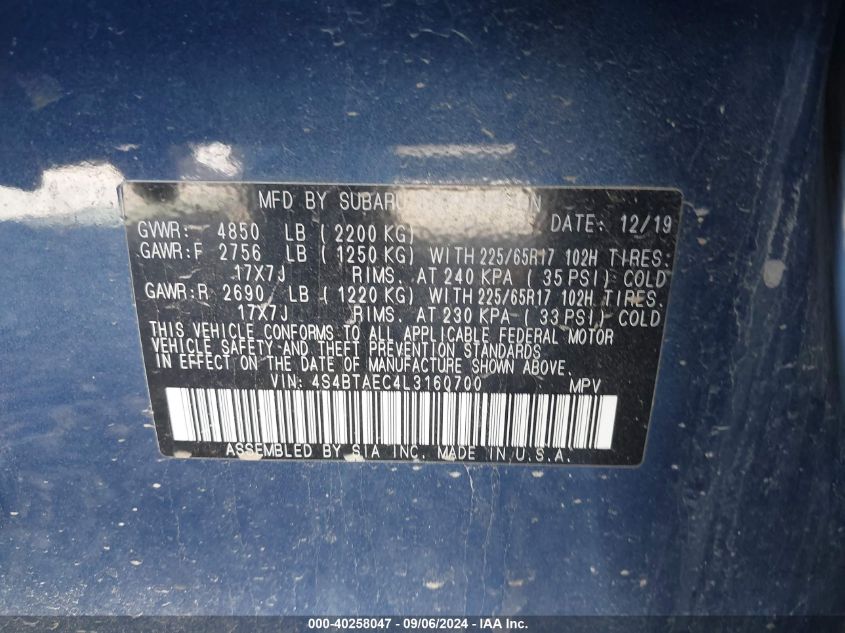 MFD BY SUBARU
DATE: 12/19
GVWR: 4850 LB ( 2200 KG)
GAWR:F 2756 LB ( 1250 KG) WITH 225/65R17 102H TIRES.
17X7J RIMS. AT 240 KPA ( 35 PSI) COLD
GAWR:R 2690 LB ( 1220 KG) WITH 225/65R17 102H TIRES.
17X7J RIMS. AT 230 KPA ( 33 PSI) COLD
THIS VEHICLE CONFORMS TO ALL APPLICABLE FEDERAL MOTOR
VEHICLE SAFETY AND THEFT PREVENTION STANDARDS
IN EFFECT ON THE DATE OF MANUFACTURE SHOWN ABOVE.
VIN: 4S4BTAEC4L3160700 MPV
ASSEMBLED BY SIA INC. MADE IN U.S.A.
000-40258047 - 09/06/2024 - IAA Inc.